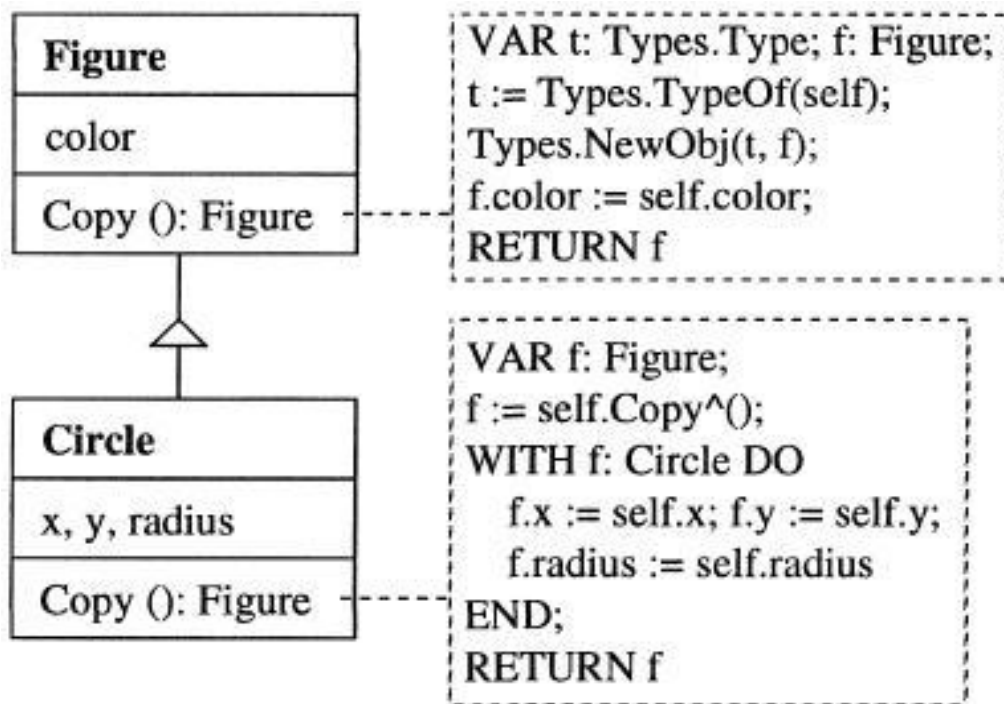 Figure
color
Copy (): Figure
VAR t: Types.Type; f: Figure;
t := Types.TypeOf(self);
Types.NewObj(t, f);
f.color := self.color;
RETURN f
Circle
x, y, radius
Copy (): Figure
VAR f: Figure;
f := self.Copy^();
WITH f: Circle DO
f.x := self.x; f.y := self.y;
f.radius := self.radius
END;
RETURN f